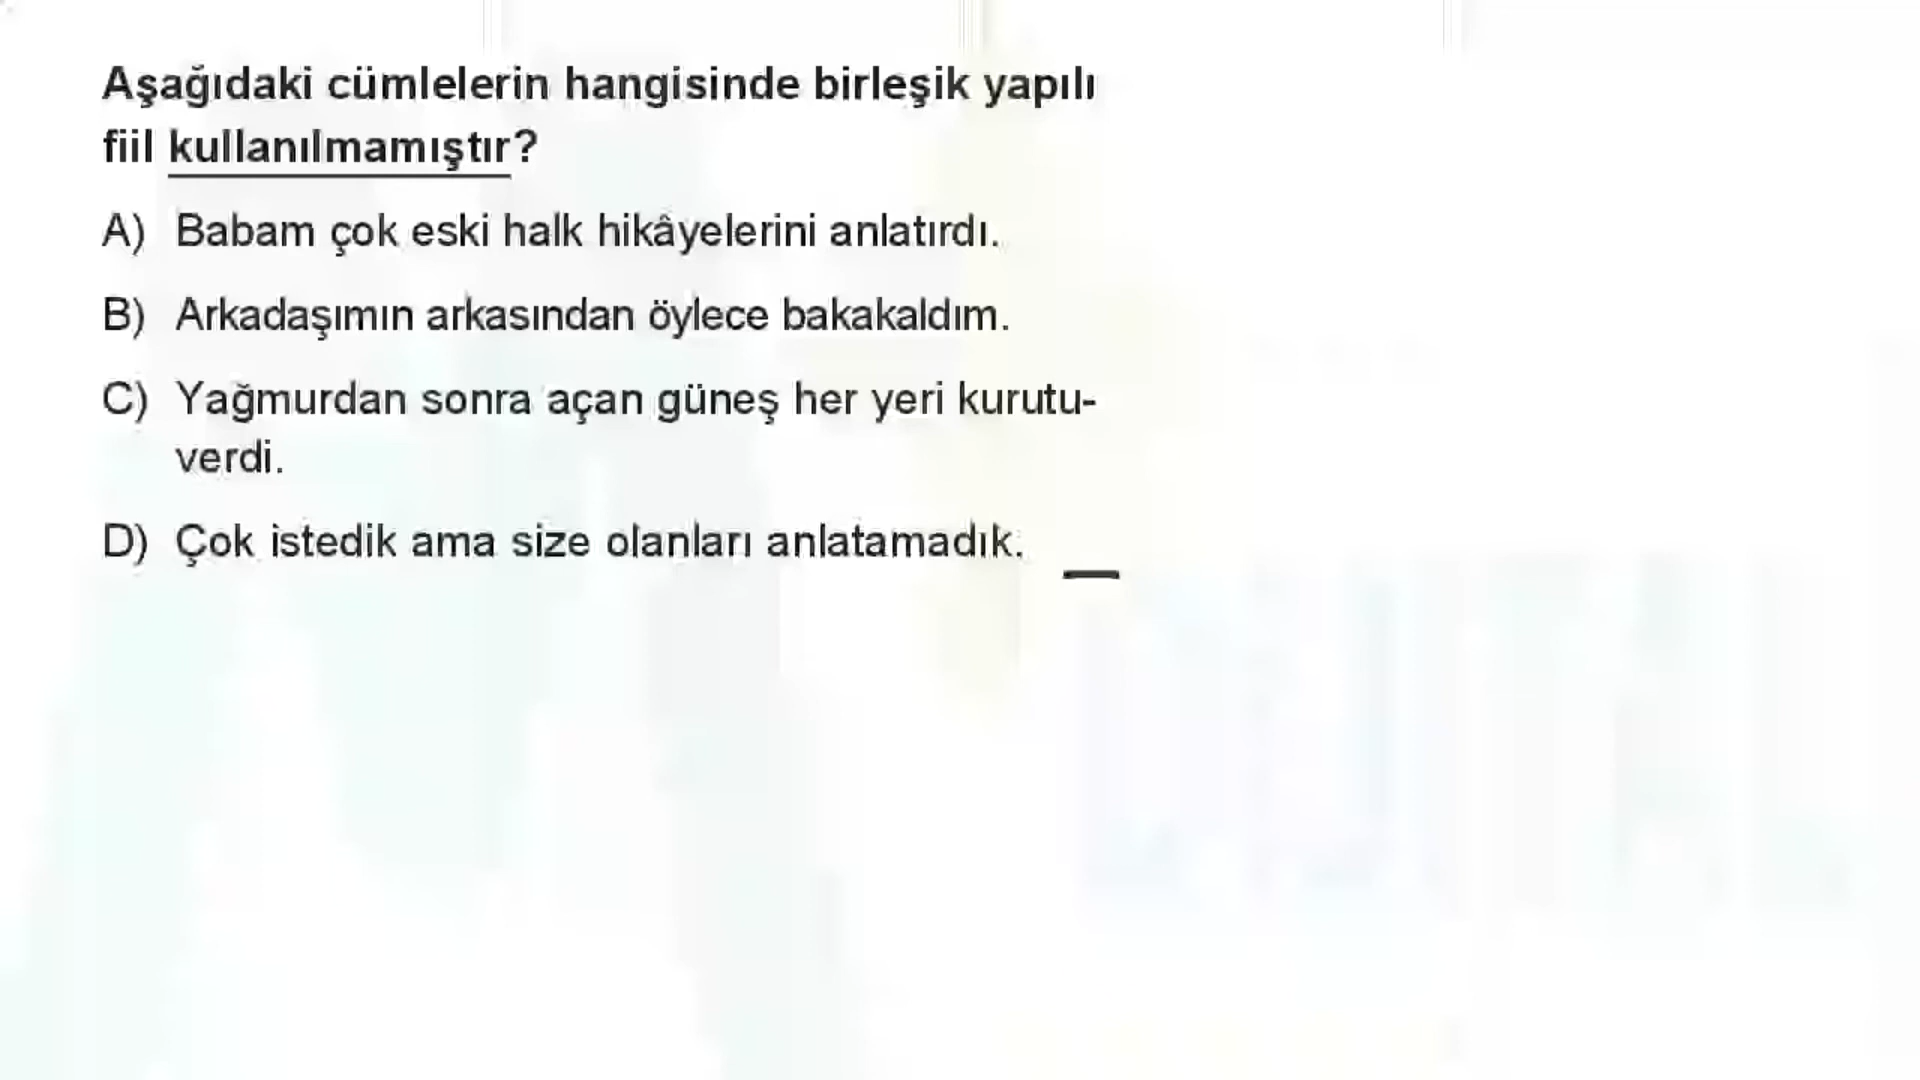 Aşağıdaki cümlelerin hangisinde birleşik yapılı
fiil kullanılmamıştır?
A) Babam çok eski halk hikâyelerini anlatırdı.
B) Arkadaşımın arkasından öylece bakakaldım.
C) Yağmurdan sonra açan güneş her yeri kurutu-
verdi.
D) Çok istedik ama size olanları anlatamadık.